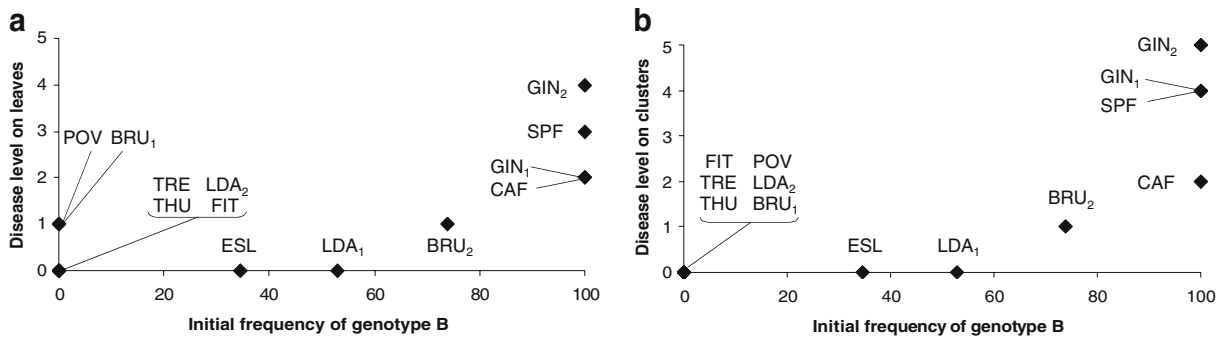 a
Disease level on leaves
5
4
3
2
1
0
POV BRU₁
TRE LDA₂
THU FIT
ESL
LDA₁
BRU₂
GIN₂
SPF
GIN₁
CAF
0 20 40 60 80 100
Initial frequency of genotype B
b
Disease level on clusters
5
4
3
2
1
0
FIT POV
TRE LDA₂
THU BRU₁
ESL
LDA₁
BRU₂
GIN₂
GIN₁
SPF
CAF
0 20 40 60 80 100
Initial frequency of genotype B